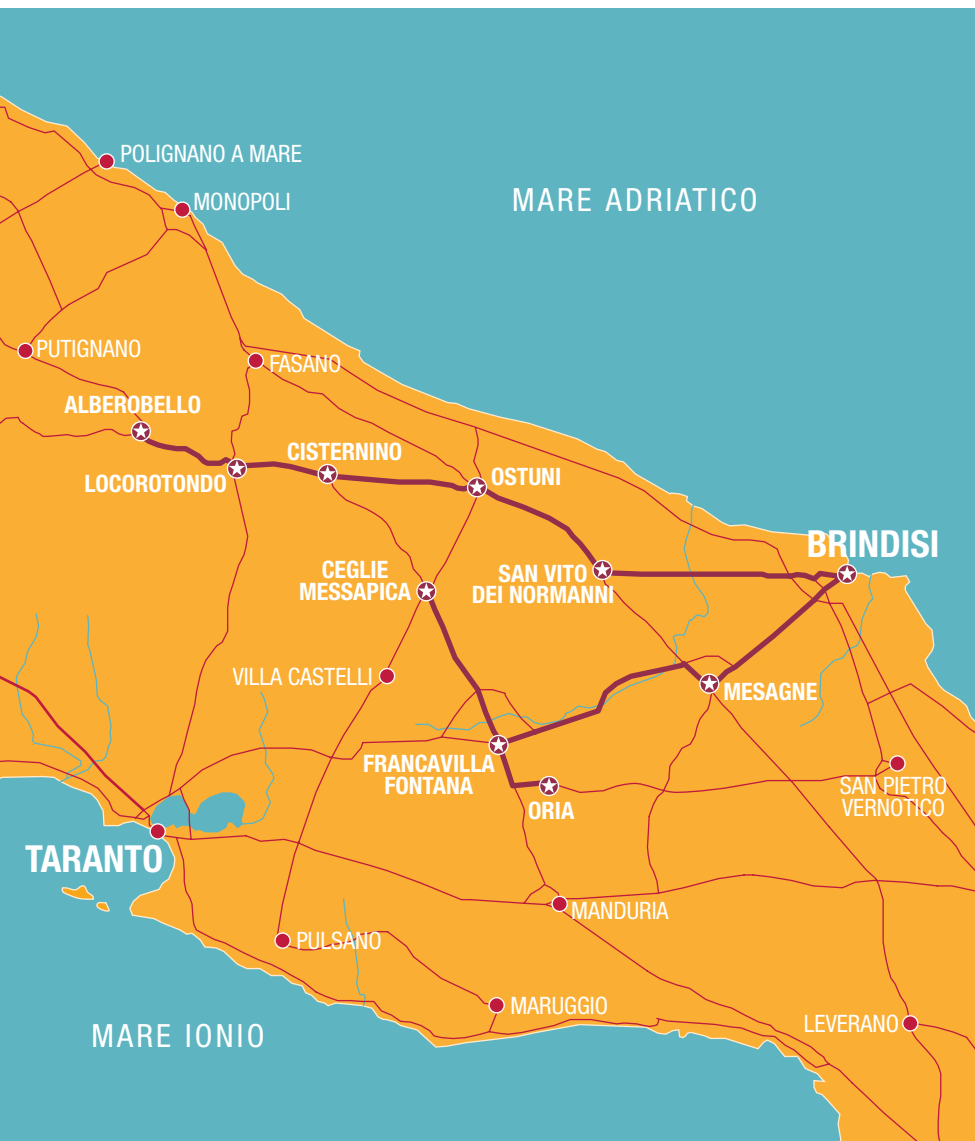 POLIGNANO A MARE
MARE ADRIATICO
MONOPOLI
PUTIGNANO
FASANO
ALBEROBELLO
CISTERNINO
LOCOROTONDO
OSTUNI
BRINDISI
CEGLIE
MESSAPICA
SAN VITO
DEI NORMANNI
VILLA CASTELLI
MESAGNE
FRANCAVILLA
FONTANA
ORIA
SAN PIETRO
VERNOTICO
TARANTO
MANDURIA
PULSANO
MARUGGIO
LEVERANO
MARE IONIO